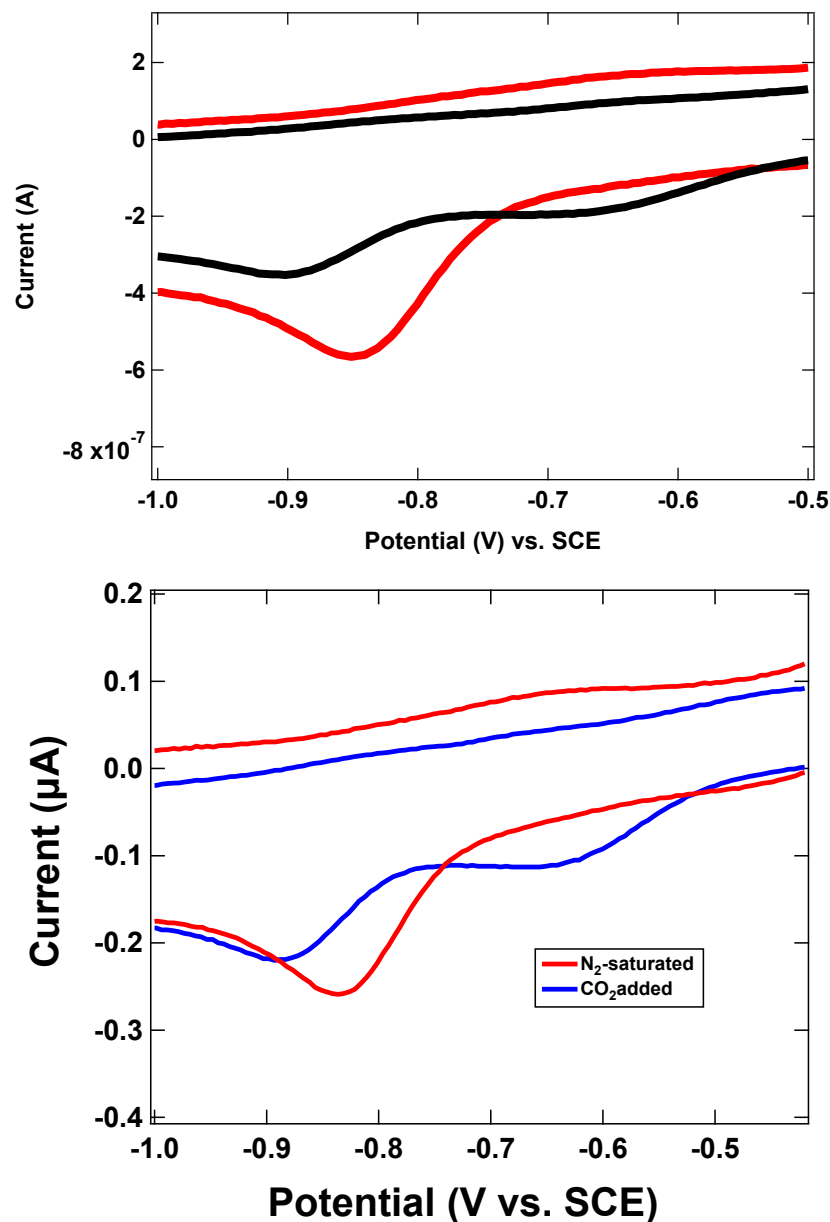 2
0
-2
-4
-6
-8 x10⁻⁷
Current (A)
-1.0 -0.9 -0.8 -0.7 -0.6 -0.5
Potential (V) vs. SCE
0.2
0.1
0.0
-0.1
-0.2
-0.3
-0.4
Current (µA)
N₂-saturated
CO₂added
-1.0 -0.9 -0.8 -0.7 -0.6 -0.5
Potential (V vs. SCE)